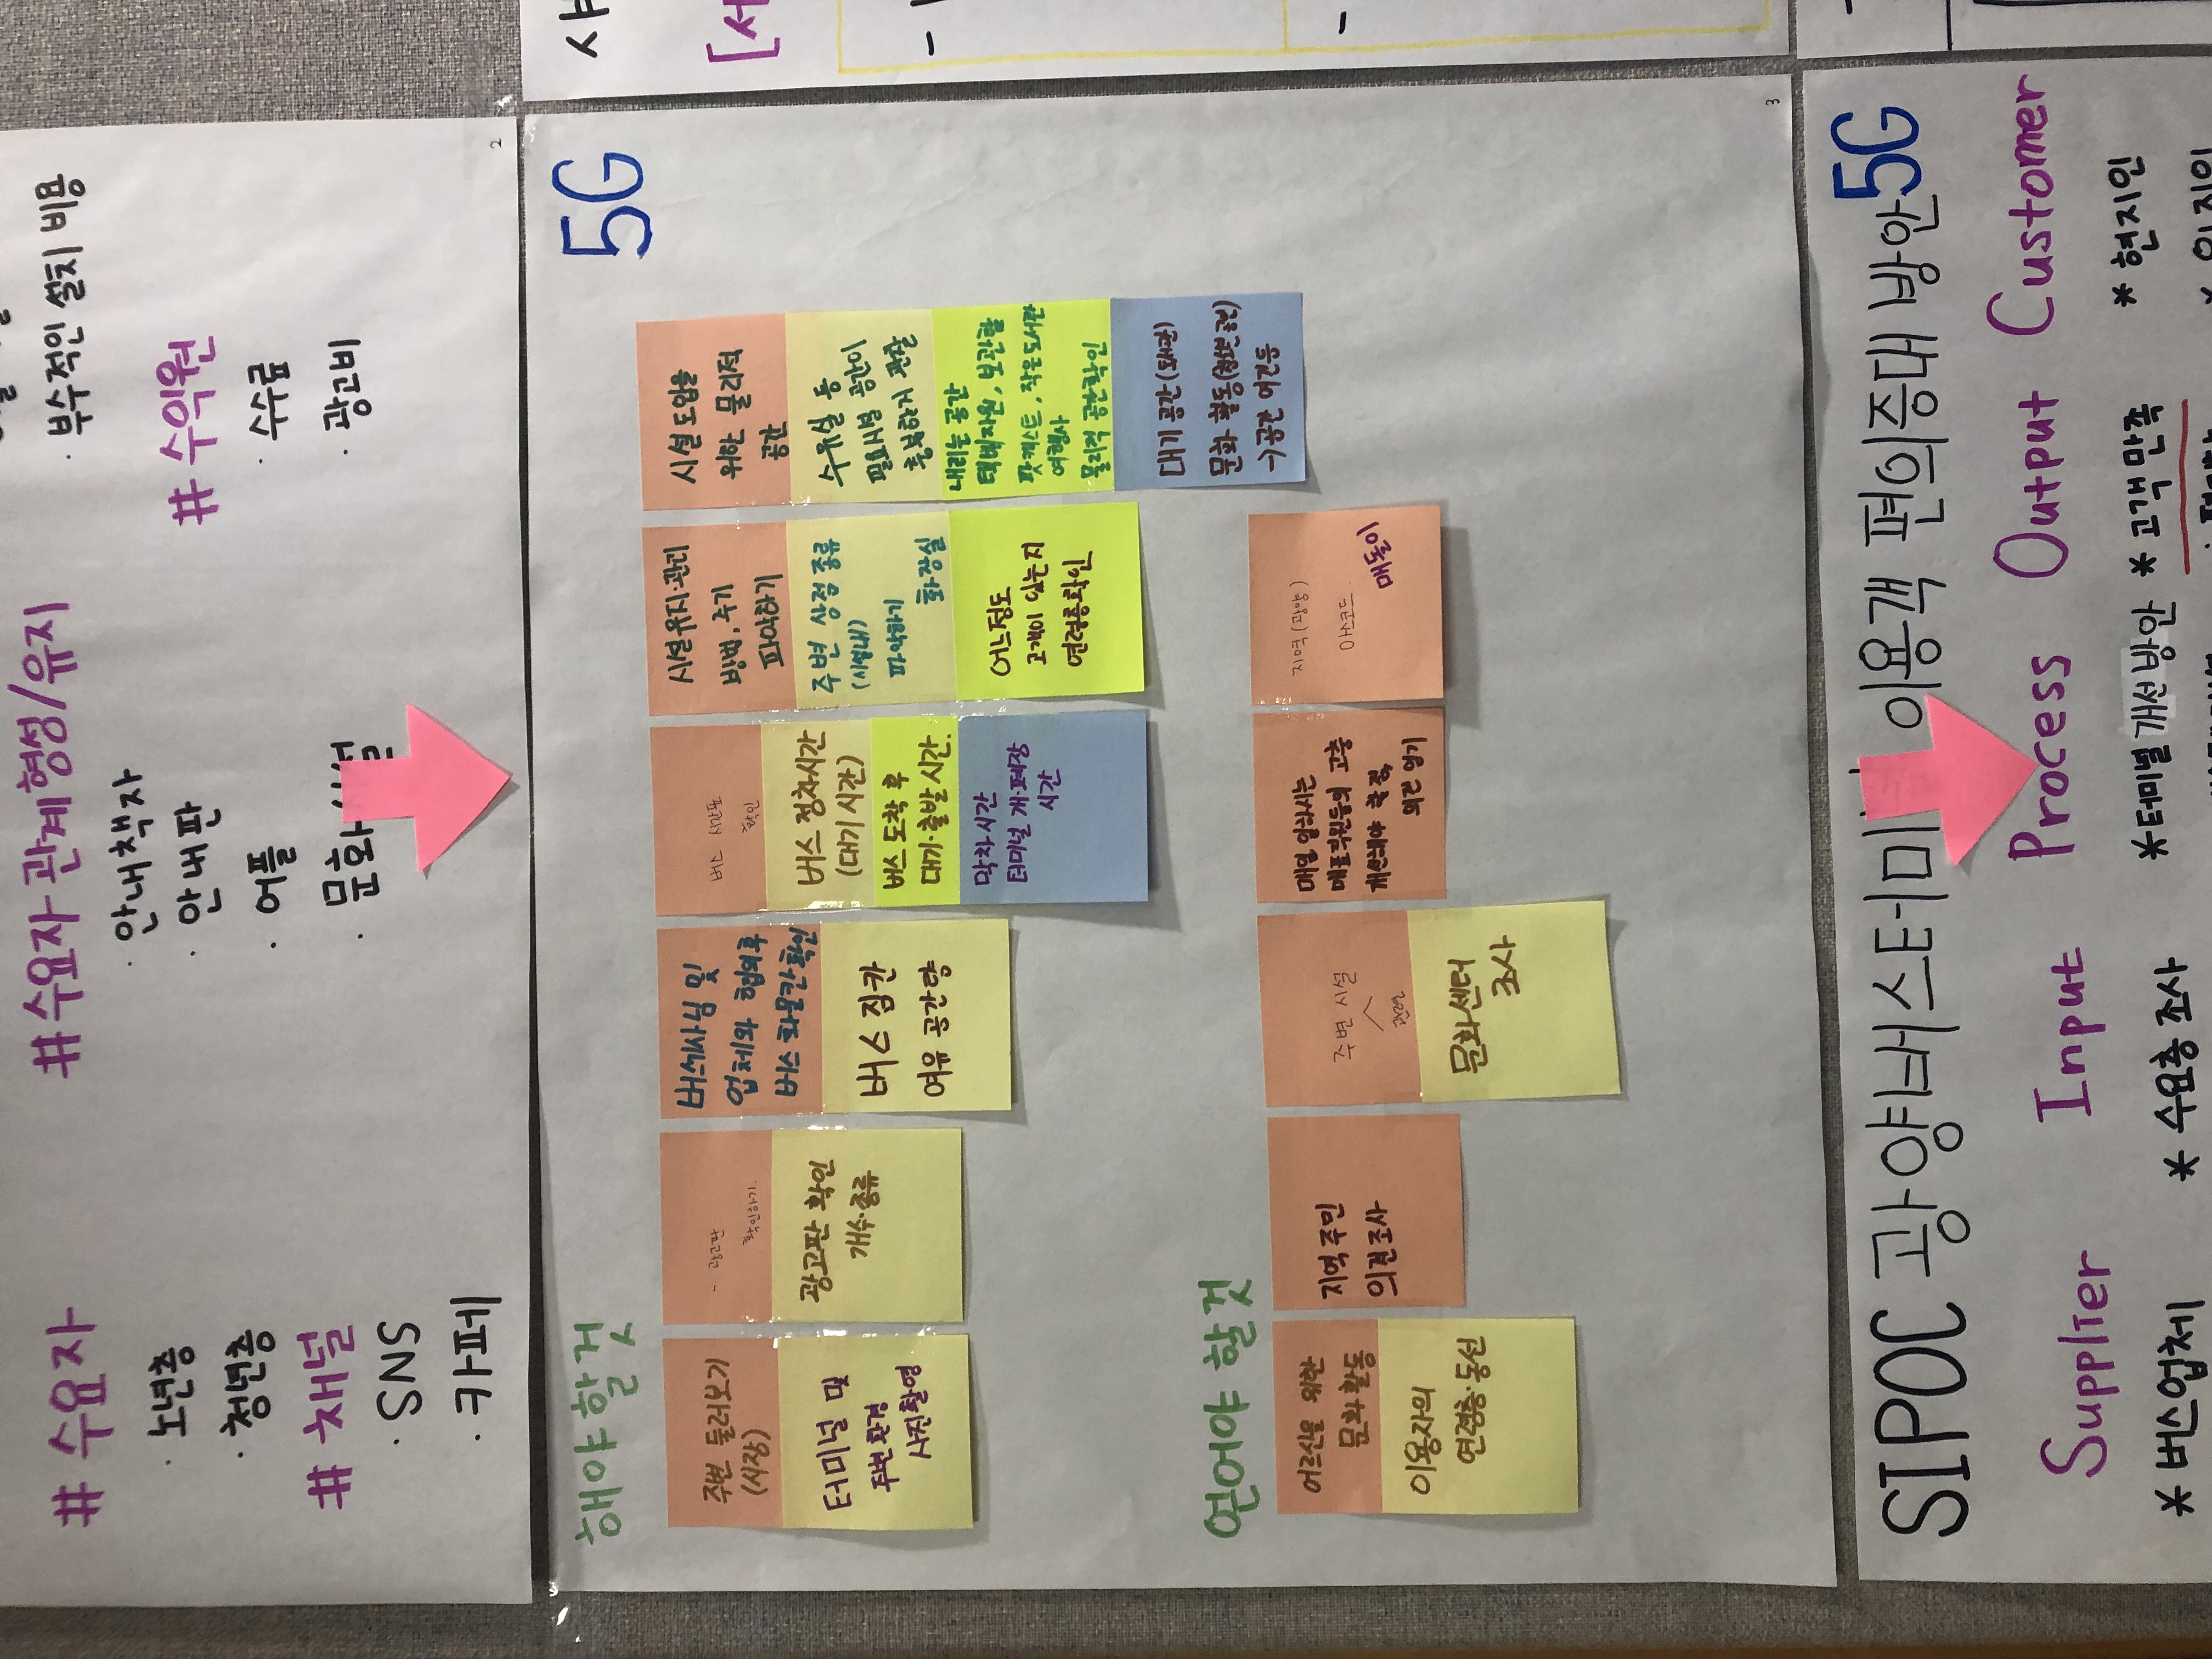 # 수요자
· 노년층
· 청년층
# 채널
· SNS
· 카페
# 수요자 관계형성/유지
· 안내책자
· 안내판
· 어플
· 문화
· 부수적인 설치 비용
# 수익원
· 수수료
· 광고비
2
해야할것
5G
주변 둘러보기
(시장)
터미널 및
주변환경
사진촬영
- 광고판
확인하기.
광고판 확인
개수·종류
버스기사님 및
업체와 협의후
버스 화물칸확인
버스 짐칸
여유 공간량
버스 시간표
확인
버스 정차시간
(대기 시간)
버스 도착 후
대기·출발 시간.
막차시간
터미널 개·폐장
시간
시설유지·관리
방법, 주기
파악하기
주변 상점 종류
(시설내)
파악하기
화장실
어느정도
고객이 있는지
연령층확인
시설 도입을
위한 물리적
공간
수유실 등
필요시설 공간이
충분한지 관찰
내리는 공간
택배자원, 보관함
팟캐스트, 작은도서관
여행사
물리적 공간확인
대기 공간
문화 활동
→공간 여건등
얻어야 할것
어르신을 위한
문화활동
이용자의
연령층·동선
지역주민
의견조사
주변 시설
관련
문화센터
조사
매일 일하시는
매표직원들의 고충
개선해야 할 점,
의견 얻기
지역(광양)
마스코드
매돌이
3
SIPOC 광양버스터미 이용객 편의증대 방안
5G
Supplier
* 버스업체
Input
* 수요층 조사
Process
* 터미널 개선방안
Output
* 고객만족
Customer
* 현지인